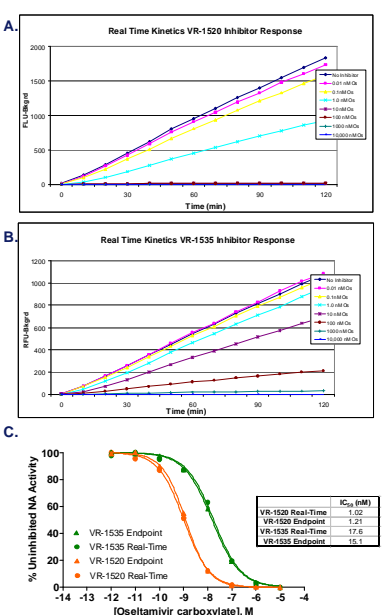 A.
Real Time Kinetics VR-1520 Inhibitor Response
FLU-Bkgrd
2000
1500
1000
500
0
0 30 60 90 120
Time (min)
No Inhibitor
0.01 nM Os
0.1nM Os
1.0 nM Os
10 nM Os
100 nM Os
1000 nM Os
10,000 nM Os
B.
Real Time Kinetics VR-1535 Inhibitor Response
RFU-Bkgrd
1200
1000
800
600
400
200
0
0 30 60 90 120
Time (min)
No Inhibitor
0.01 nM Os
0.1nM Os
1.0 nM Os
10 nM Os
100 nM Os
1000 nM Os
10,000 nM Os
C.
% Uninhibited NA Activity
100
80
60
40
20
0
VR-1535 Endpoint
VR-1535 Real-Time
VR-1520 Endpoint
VR-1520 Real-Time
-14 -13 -12 -11 -10 -9 -8 -7 -6 -5 -4
[Oseltamivir carboxylate], M
IC50 (nM)
VR-1520 Real-Time 1.02
VR-1520 Endpoint 1.21
VR-1535 Real-Time 17.6
VR-1535 Endpoint 15.1